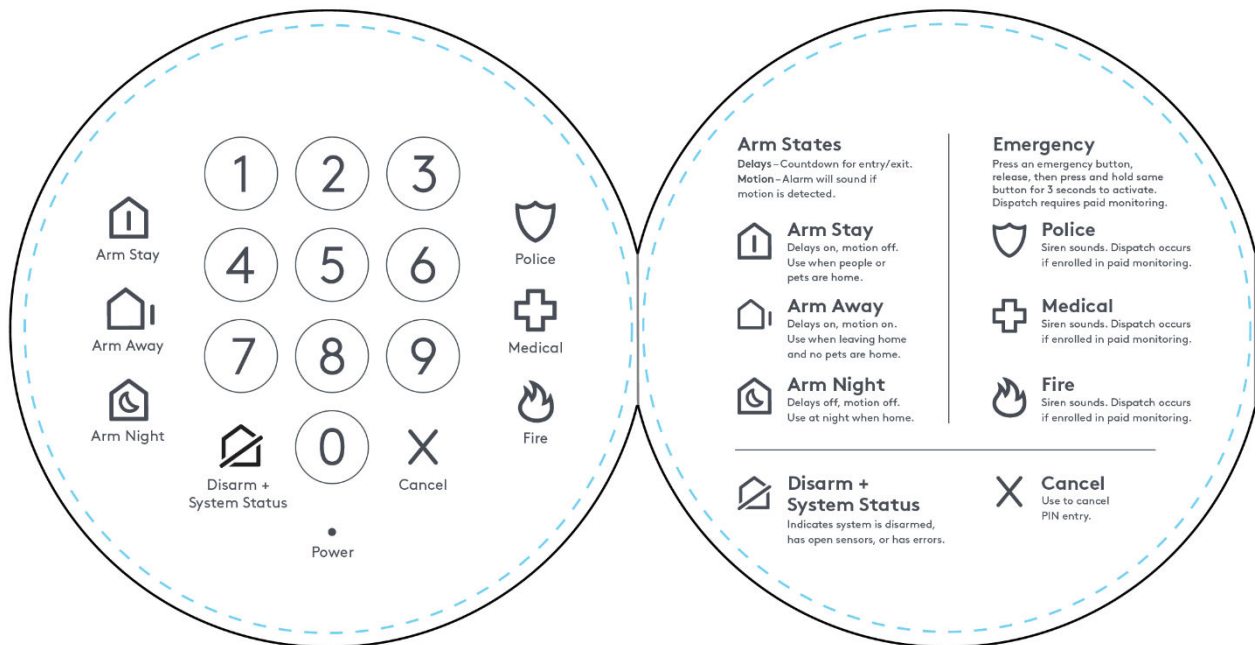 1
2
3
4
5
6
7
8
9
0
Arm Stay
Arm Away
Arm Night
Police
Medical
Fire
Disarm +
System Status
Cancel
Power
Arm States
Delays–Countdown for entry/exit.
Motion–Alarm will sound if
motion is detected.
Arm Stay
Delays on, motion off.
Use when people or
pets are home.
Arm Away
Delays on, motion on.
Use when leaving home
and no pets are home.
Arm Night
Delays off, motion off.
Use at night when home.
Emergency
Press an emergency button,
release, then press and hold same
button for 3 seconds to activate.
Dispatch requires paid monitoring.
Police
Siren sounds. Dispatch occurs
if enrolled in paid monitoring.
Medical
Siren sounds. Dispatch occurs
if enrolled in paid monitoring.
Fire
Siren sounds. Dispatch occurs
if enrolled in paid monitoring.
Disarm +
System Status
Indicates system is disarmed,
has open sensors, or has errors.
Cancel
Use to cancel
PIN entry.